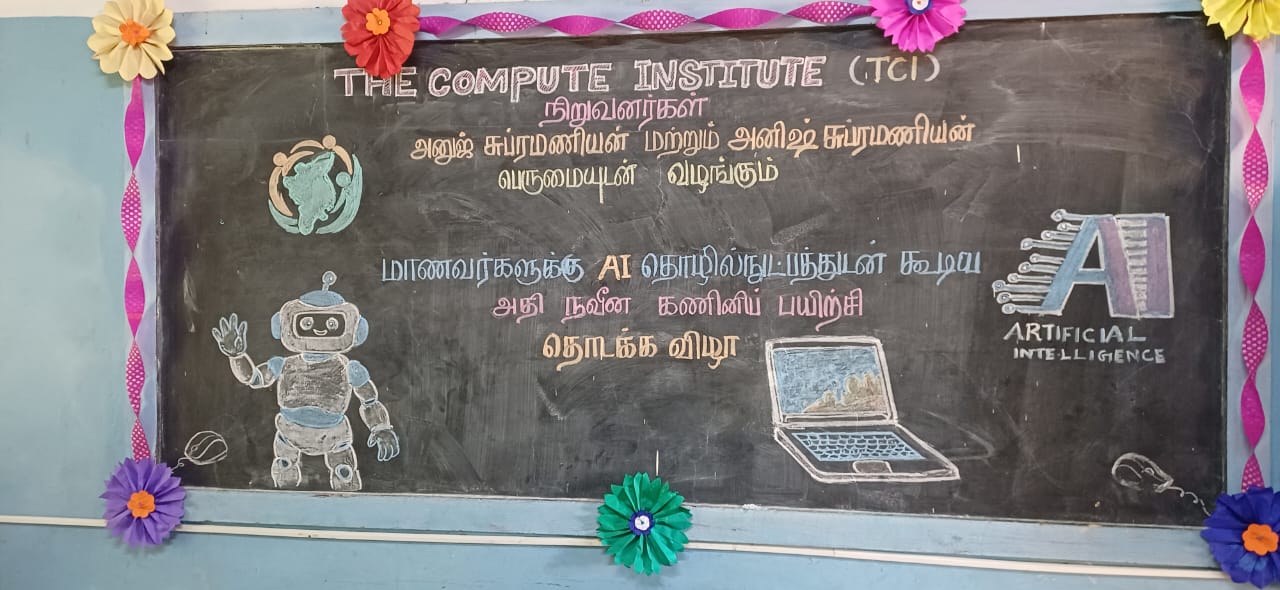 THE COMPUTE INSTITUTE (TCI)
நிறுவனர்கள்
அனுஜ் சுப்ரமணியன் மற்றும் அனிஷ் சுப்ரமணியன்
பெருமையுடன் வழங்கும்
மாணவர்களுக்கு AI தொழில்நுட்பத்துடன் கூடிய
அதி நவீன கணினிப் பயிற்சி
தொடக்க விழா
AI
ARTIFICIAL
INTELLIGENCE